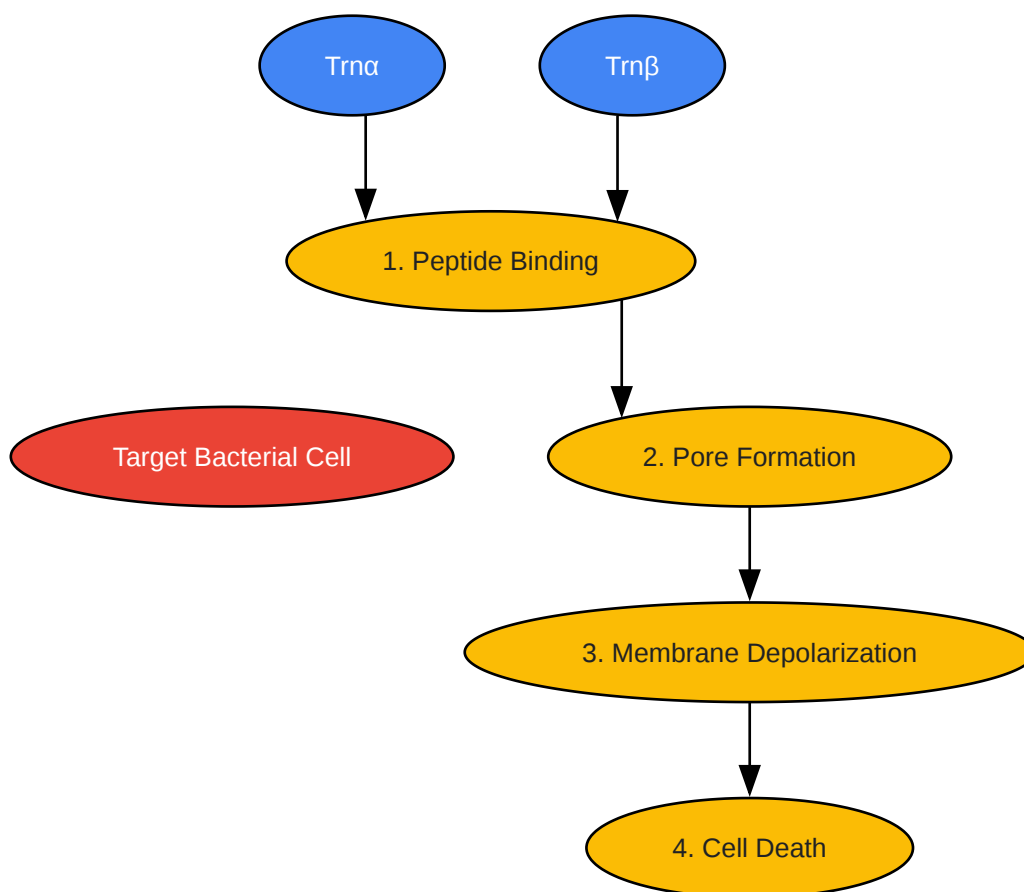 Trnα
Trnβ
1. Peptide Binding
Target Bacterial Cell
2. Pore Formation
3. Membrane Depolarization
4. Cell Death